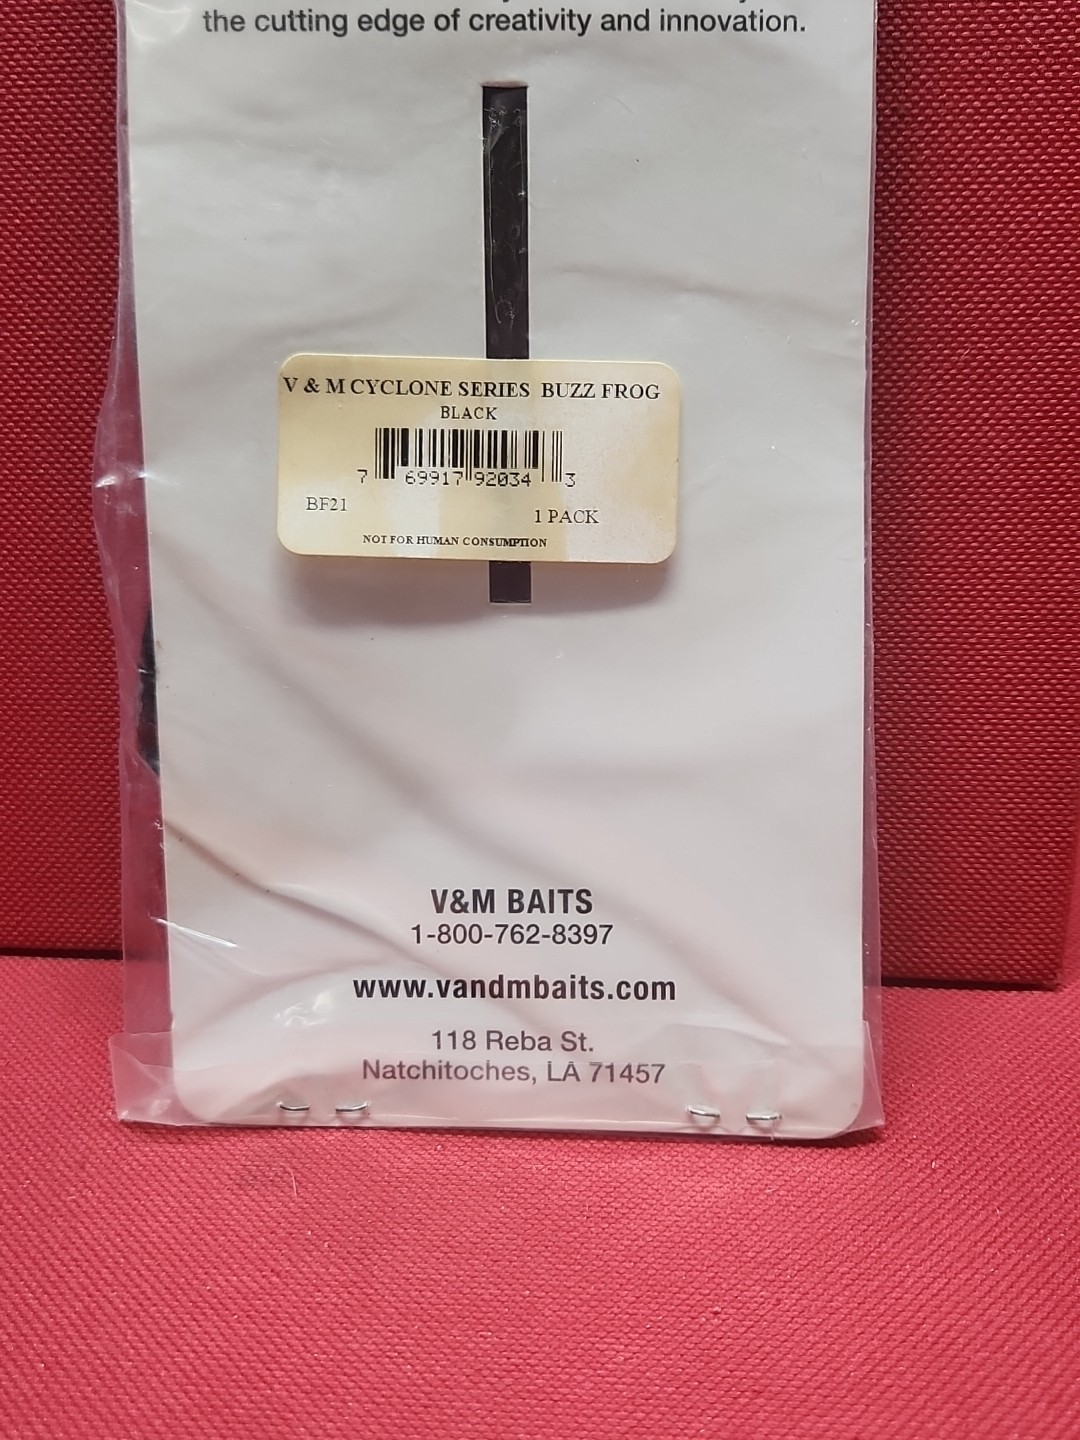 the cutting edge of creativity and innovation.
V & M CYCLONE SERIES BUZZ FROG
BLACK
7 69917 92034 3
BF21
1 PACK
NOT FOR HUMAN CONSUMPTION
V&M BAITS
1-800-762-8397
www.vandmbaits.com
118 Reba St.
Natchitoches, LA 71457